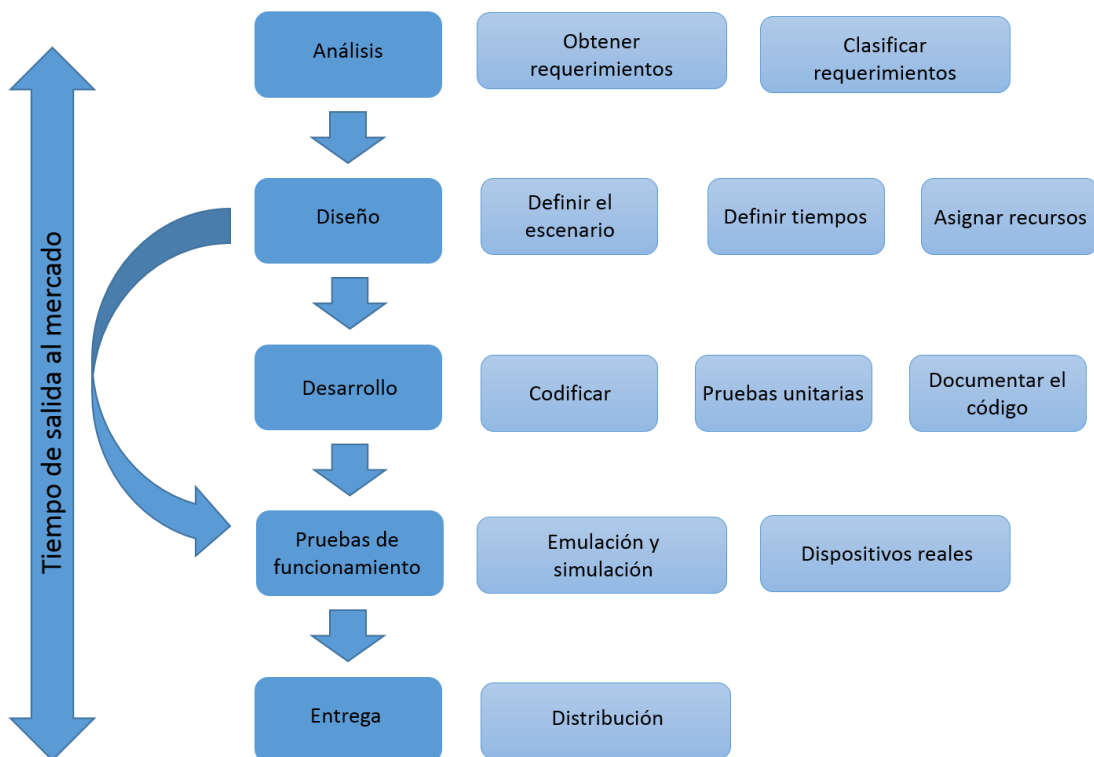 Análisis
Obtener
requerimientos
Clasificar
requerimientos
Diseño
Definir el
escenario
Definir tiempos
Asignar recursos
Tiempo de salida al mercado
Desarrollo
Codificar
Pruebas unitarias
Documentar el
código
Pruebas de
funcionamiento
Emulación y
simulación
Dispositivos reales
Entrega
Distribución